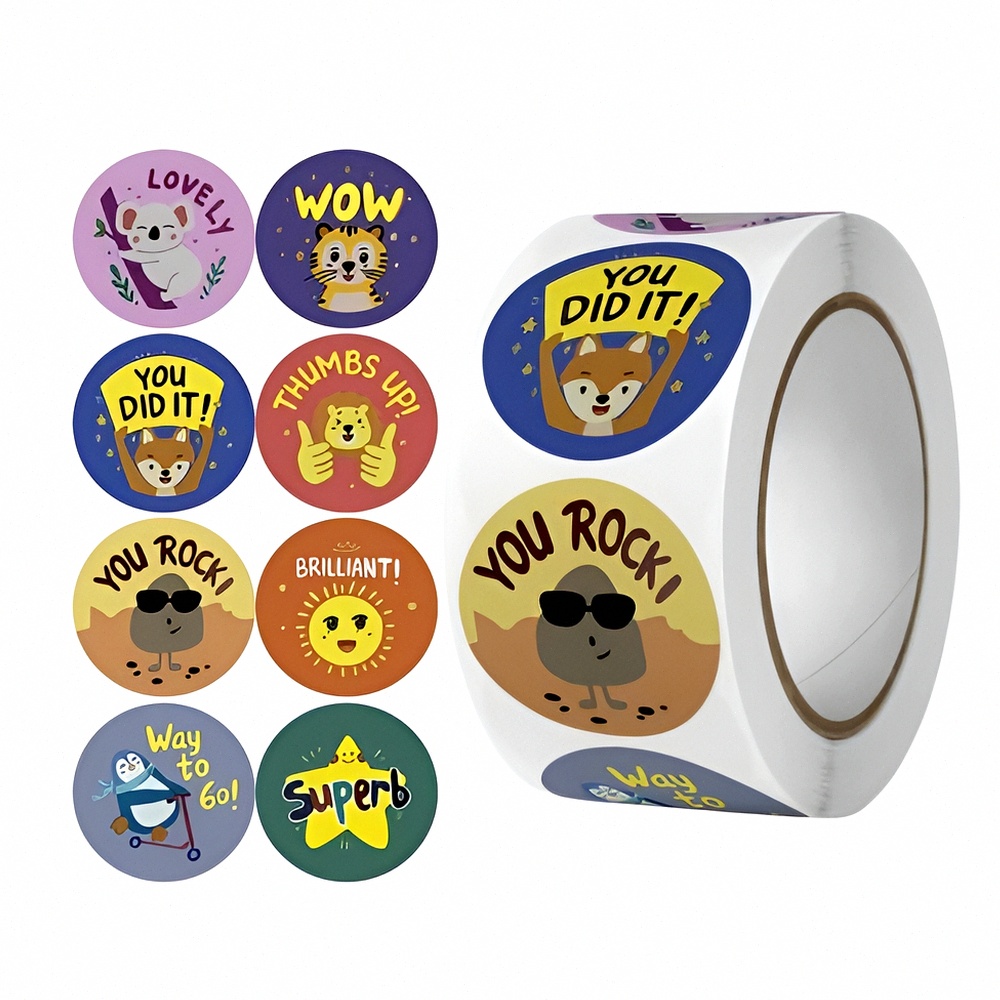 LOVELY
WOW
YOU
DID IT!
THUMBS UP!
YOU ROCK!
BRILLIANT!
Way
to
Go!
Superb
YOU
DID IT!
YOU ROCK!
Way
to